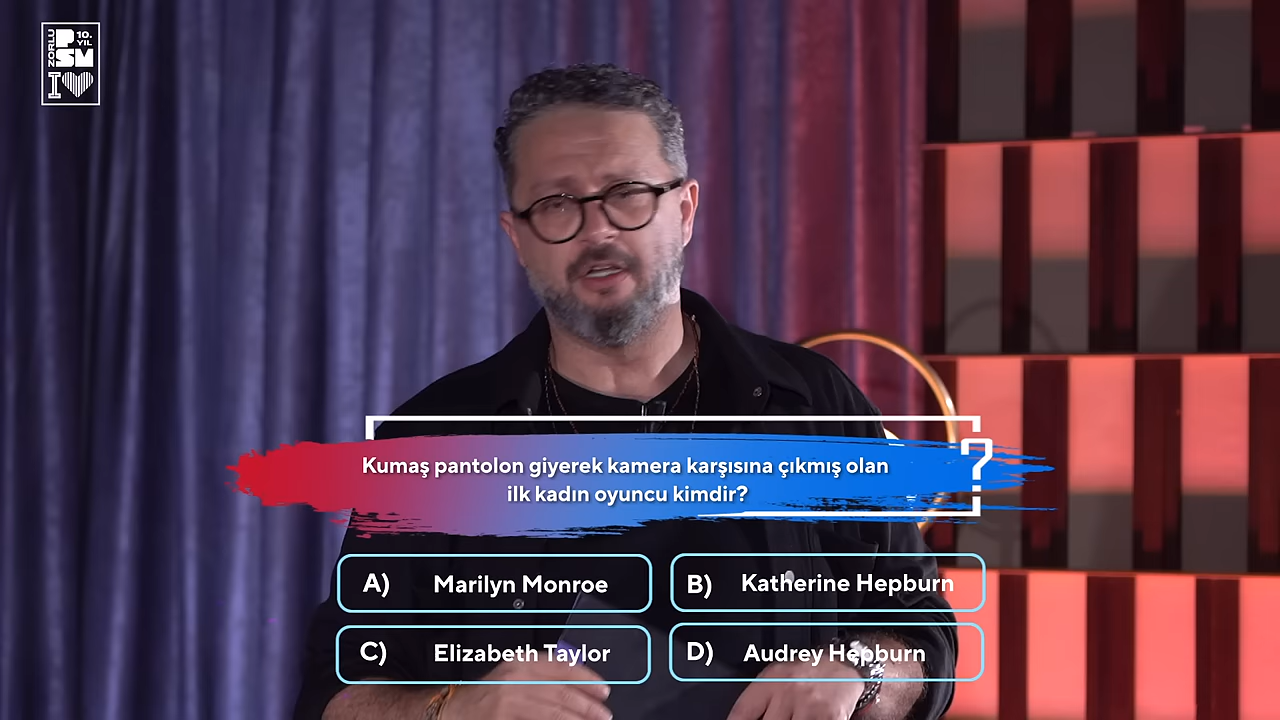 ZORLU
PSM
10.
YIL
I
Kumaş pantolon giyerek kamera karşısına çıkmış olan
ilk kadın oyuncu kimdir?
?
A) Marilyn Monroe
B) Katherine Hepburn
C) Elizabeth Taylor
D) Audrey Hepburn